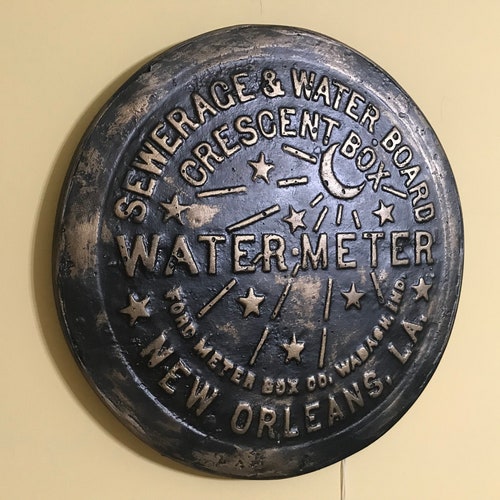 SEWERAGE & WATER BOARD
CRESCENT BOX
WATER METER
FORD METER BOX CO. WABASH, IND.
NEW ORLEANS, LA.